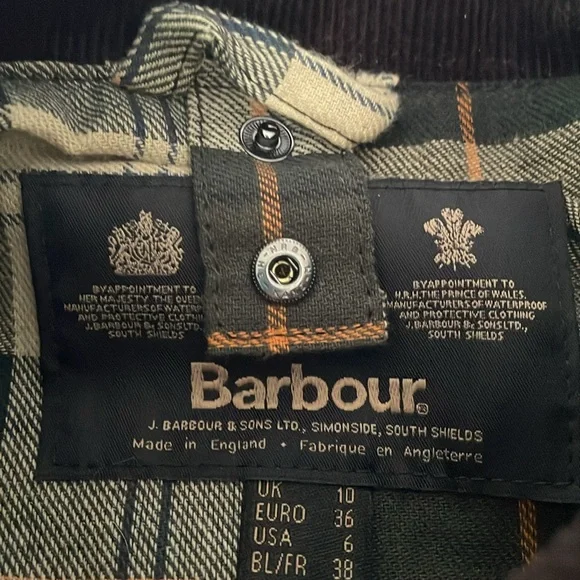 BY APPOINTMENT TO
HER MAJESTY THE QUEEN
MANUFACTURERS OF WATERP
AND PROTECTIVE CLOTHIN
J. BARBOUR & SONS LTD.,
SOUTH SHIELDS
BY APPOINTMENT TO
H.R.H. THE PRINCE OF WALES.
MANUFACTURERS OF WATERPROOF
AND PROTECTIVE CLOTHING
J. BARBOUR & SONS LTD.,
SOUTH SHIELDS
Barbour
J. BARBOUR & SONS LTD., SIMONSIDE, SOUTH SHIELDS
Made in England • Fabrique en Angleterre
UK 10
EURO 36
USA 6
BL/FR 38